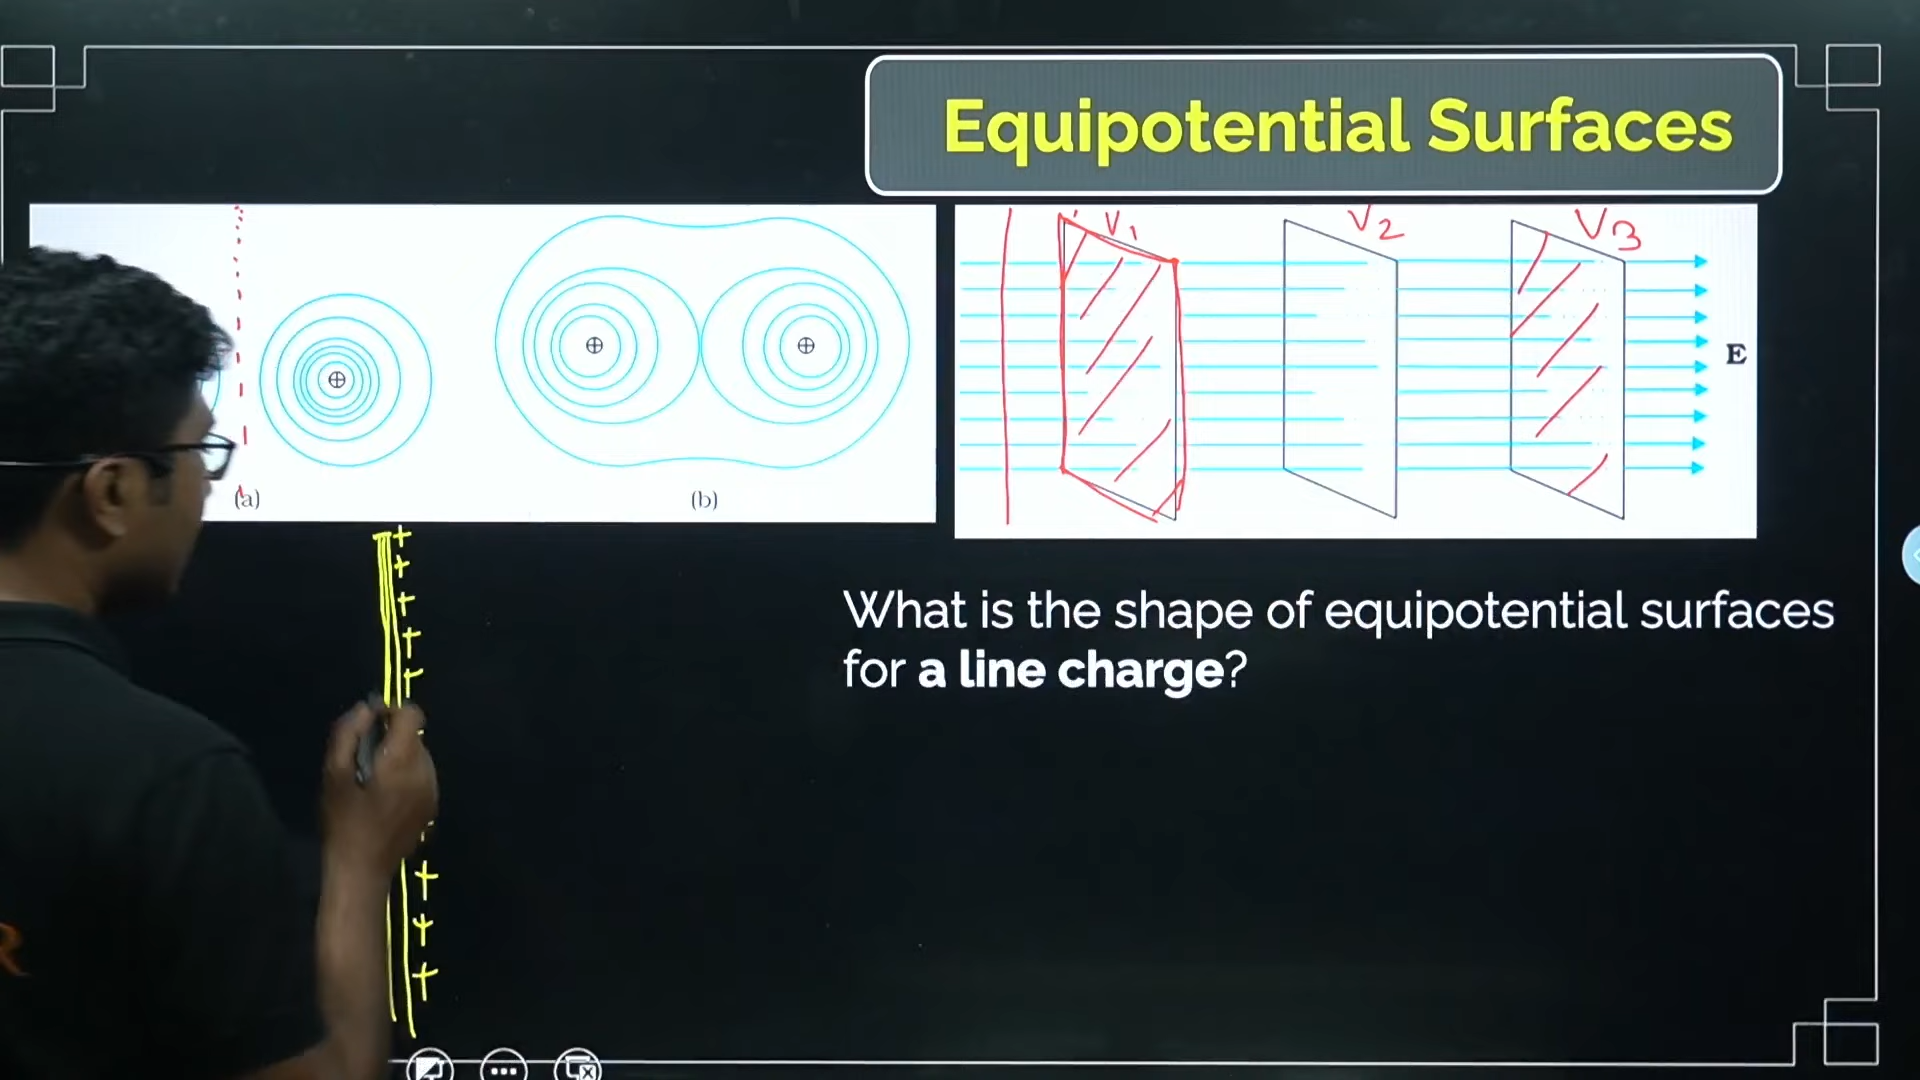 Equipotential Surfaces
V₁
V₂
V₃
E
(a)
(b)
+
+
+
+
+
What is the shape of equipotential surfaces
for a line charge?
+
+
+
R